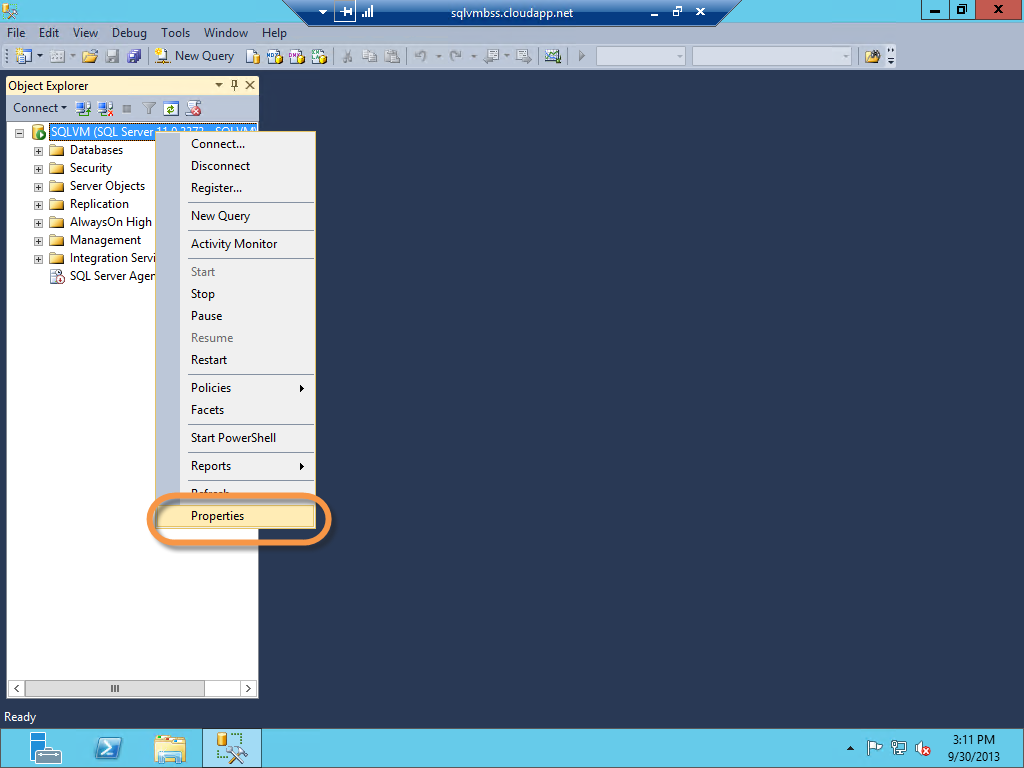 sqlvmbss.cloudapp.net
File Edit View Debug Tools Window Help
New Query
Object Explorer
Connect
SQLVM (SQL Server 11.0.3373 - SQLVM)
Databases
Security
Server Objects
Replication
AlwaysOn High
Management
Integration Servi
SQL Server Agen
Connect...
Disconnect
Register...
New Query
Activity Monitor
Start
Stop
Pause
Resume
Restart
Policies
Facets
Start PowerShell
Reports
Refresh
Properties
Ready
3:11 PM
9/30/2013